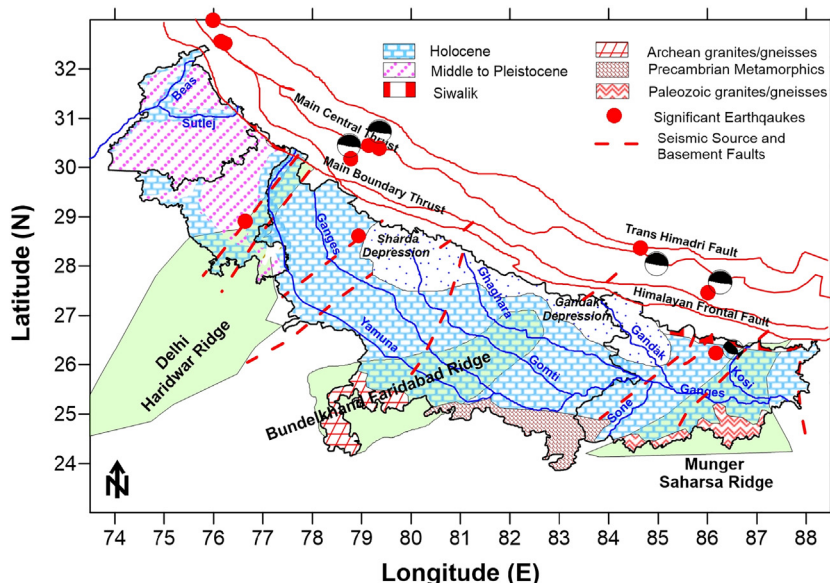 Holocene
Middle to Pleistocene
Siwalik
Archean granites/gneisses
Precambrian Metamorphics
Paleozoic granites/gneisses
Significant Earthqaukes
Seismic Source and
Basement Faults
32
31
30
29
28
27
26
25
24
Latitude (N)
Beas
Sutlej
Main Central Thrust
Main Boundary Thrust
Trans Himadri Fault
Himalayan Frontal Fault
Ganges
Sharda
Depression
Ghaghara
Gandak
Depression
Gandak
Yamuna
Gomti
Ganges
Kosi
Sone
Delhi
Haridwar Ridge
Bundelkhand Faridabad Ridge
Munger
Saharsa Ridge
N
74 75 76 77 78 79 80 81 82 83 84 85 86 87 88
Longitude (E)